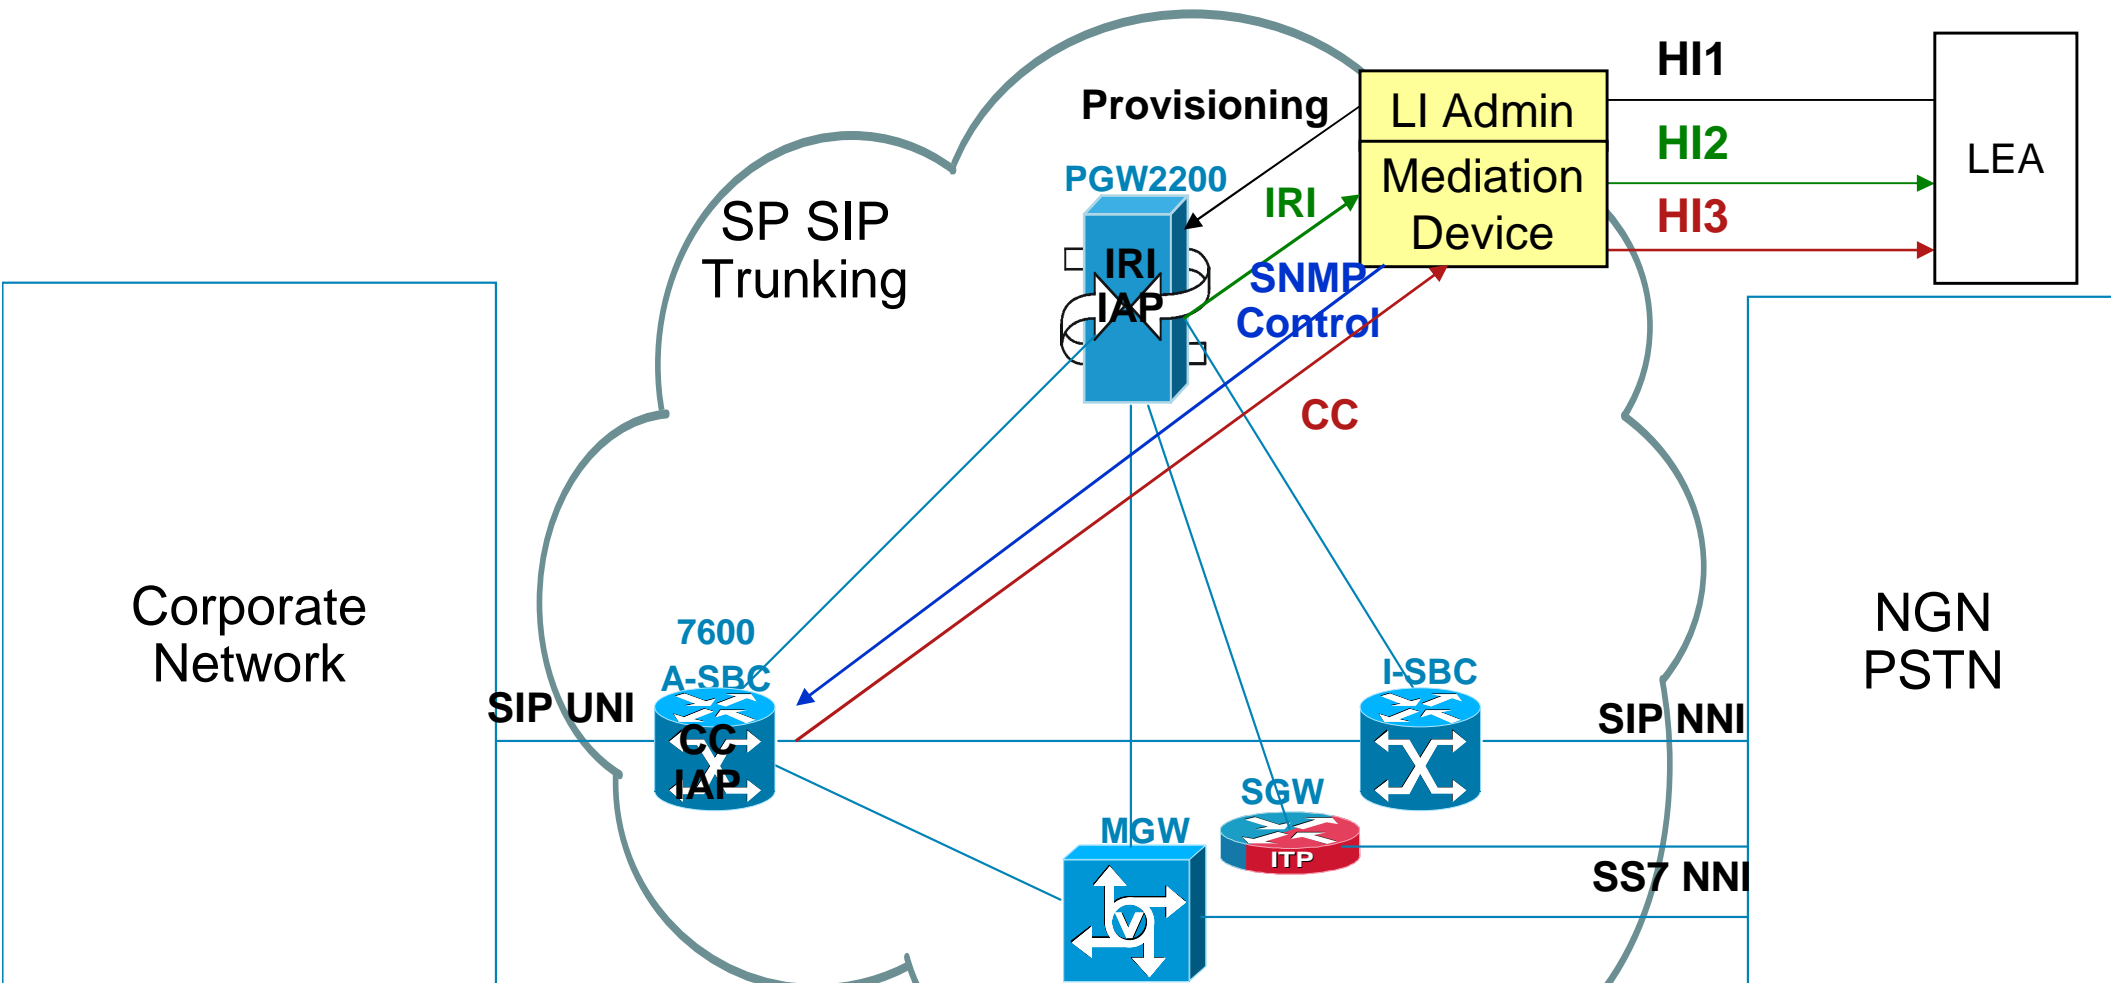 HI1
Provisioning
LI Admin
HI2
LEA
Mediation
Device
PGW2200
IRI
HI3
SP SIP
Trunking
IRI
IAP
SNMP
Control
CC
Corporate
Network
7600
A-SBC
I-SBC
NGN
PSTN
SIP UNI
SIP NNI
CC
IAP
SGW
ITP
MGW
SS7 NNI
V